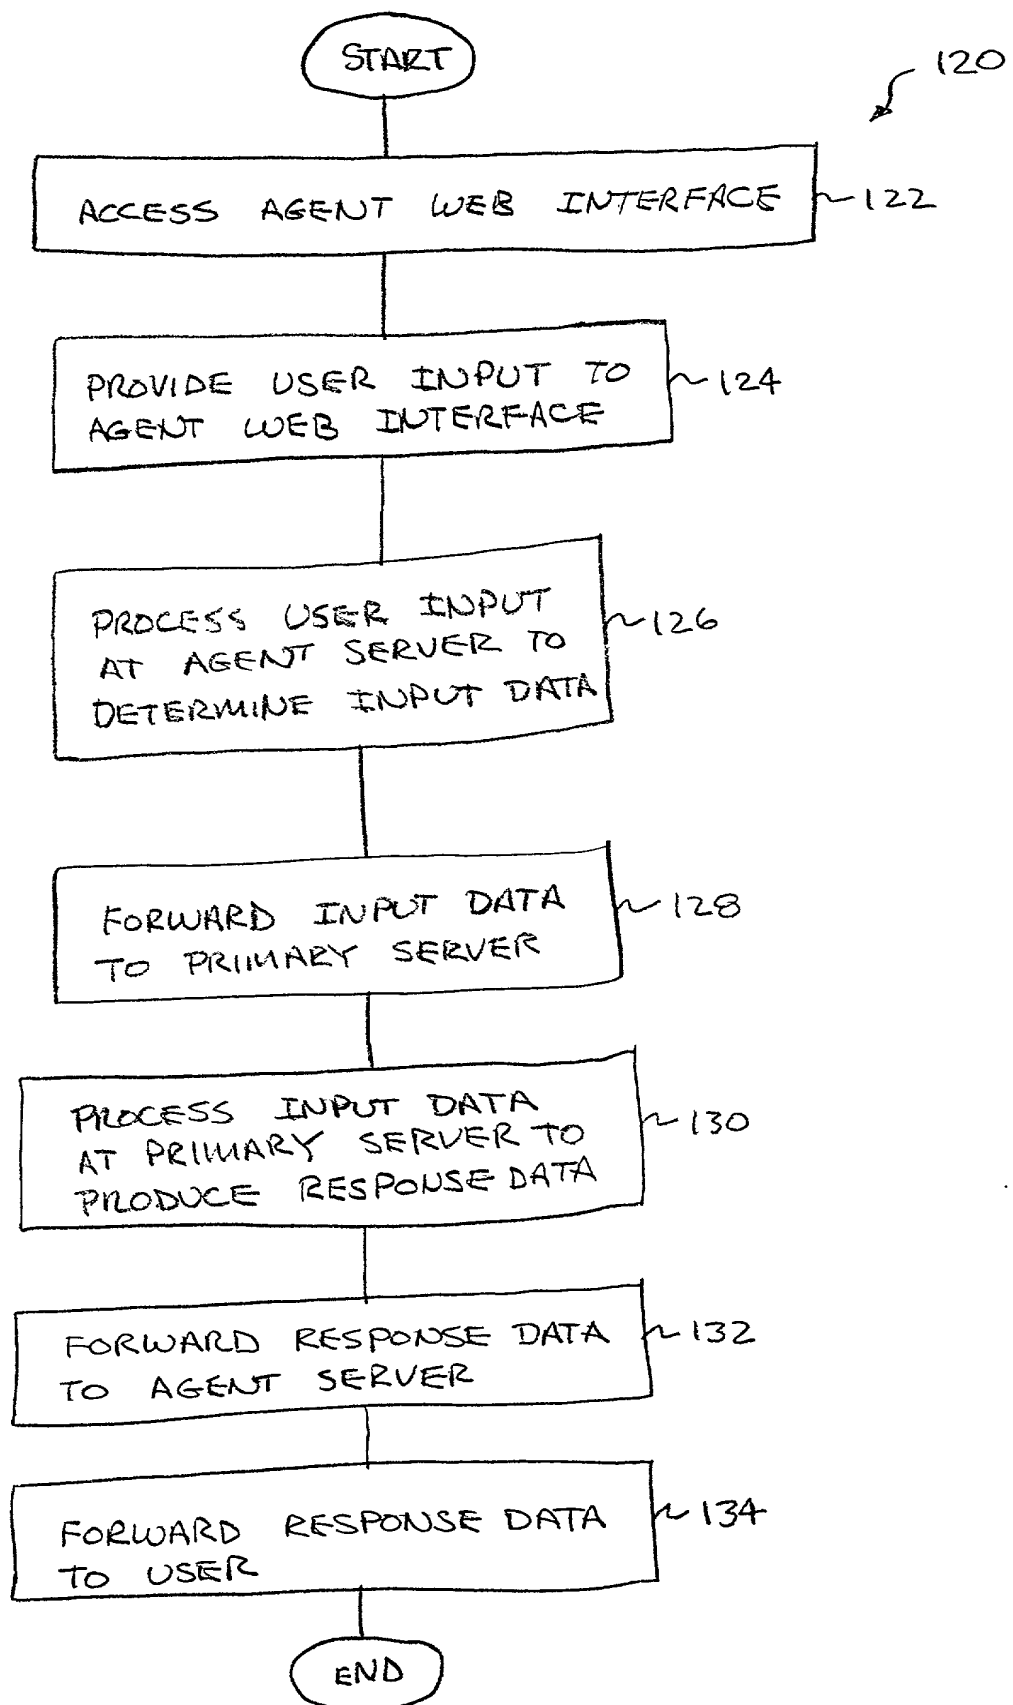 START
120
ACCESS AGENT WEB INTERFACE
122
PROVIDE USER INPUT TO
AGENT WEB INTERFACE
124
PROCESS USER INPUT
AT AGENT SERVER TO
DETERMINE INPUT DATA
126
FORWARD INPUT DATA
TO PRIMARY SERVER
128
PROCESS INPUT DATA
AT PRIMARY SERVER TO
PRODUCE RESPONSE DATA
130
FORWARD RESPONSE DATA
TO AGENT SERVER
132
FORWARD RESPONSE DATA
TO USER
134
END